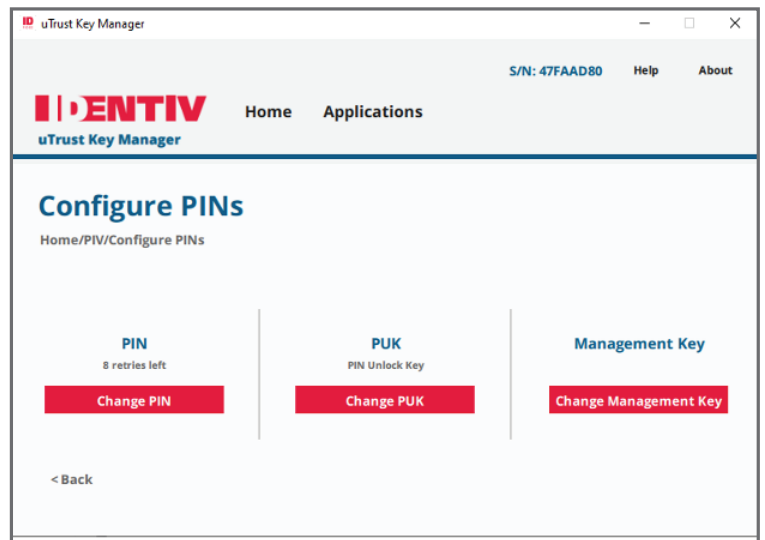 uTrust Key Manager
S/N: 47FAAD80 Help About
IDENTIV Home Applications
uTrust Key Manager
Configure PINs
Home/PIV/Configure PINs
PIN PUK Management Key
8 retries left PIN Unlock Key
Change PIN Change PUK Change Management Key
< Back